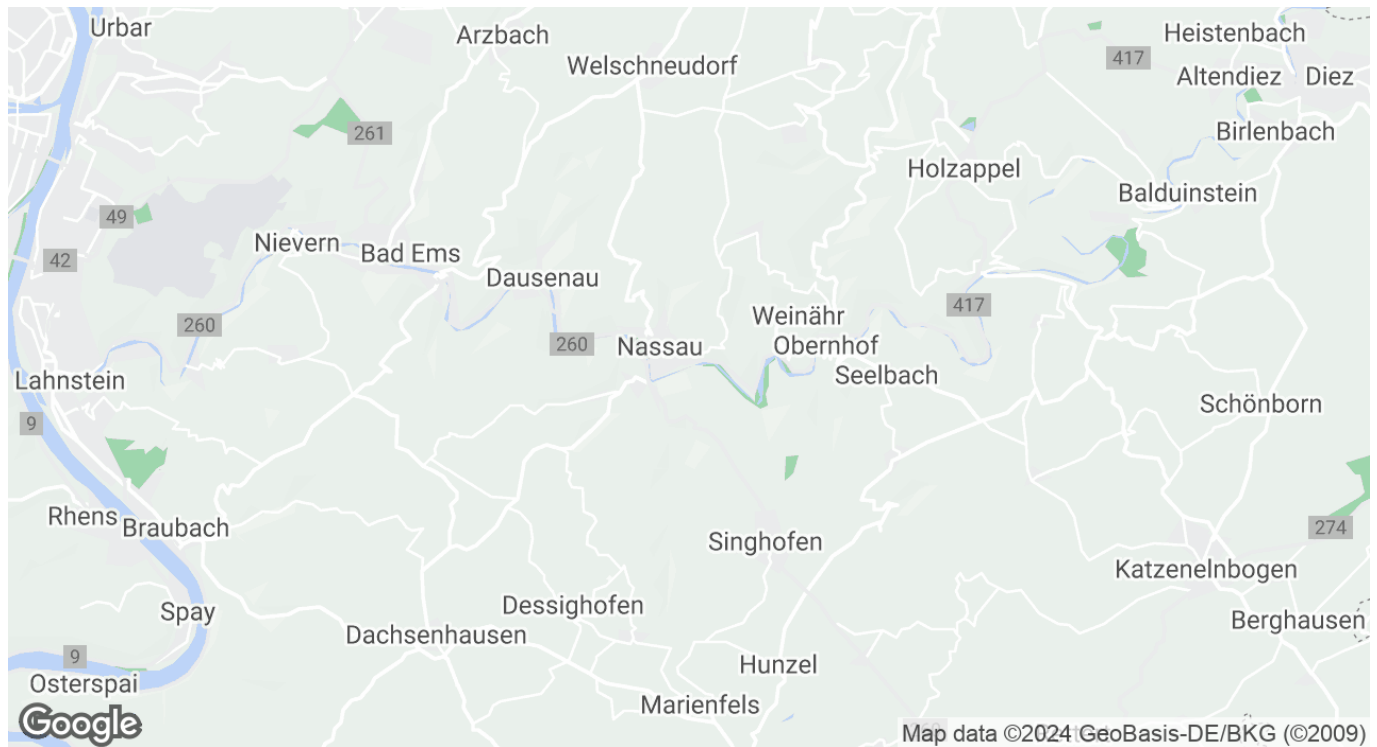 Urbar
Arzbach
Heistenbach
417
Welschneudorf
Altendiez
Diez
261
Birlenbach
Holzappel
Balduinstein
49
Nievern
Bad Ems
42
Dausenau
417
Weinähr
260
260
Nassau
Obernhof
Seelbach
Lahnstein
Schönborn
9
Rhens
Braubach
274
Singhofen
Katzenelnbogen
Dessighofen
Spay
Berghausen
Dachsenhausen
9
Hunzel
Osterspai
Marienfels
Google
Map data ©2024 GeoBasis-DE/BKG (©2009)